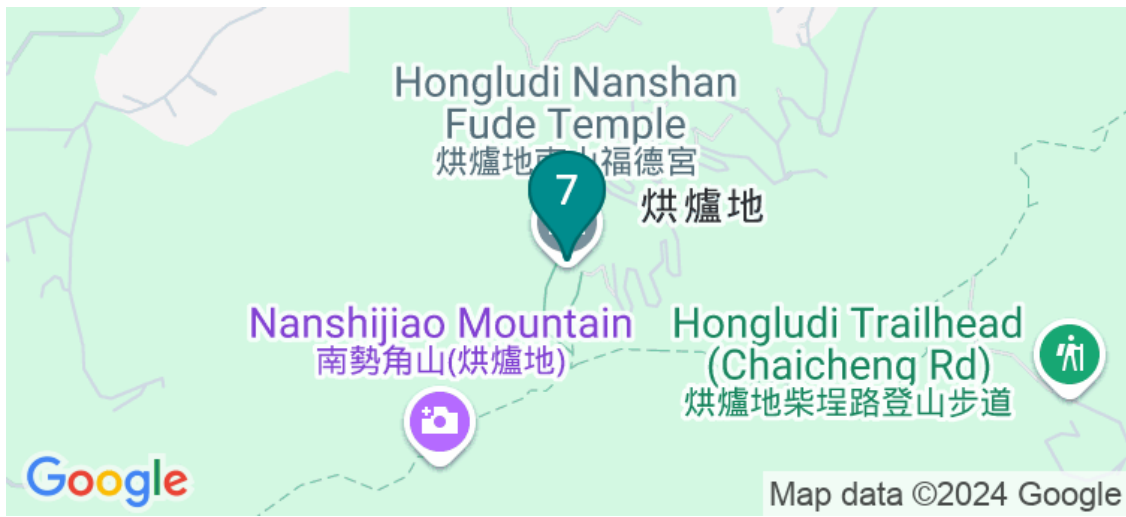 Hongludi Nanshan
Fude Temple
烘爐地南山福德宮
7
烘爐地
Nanshijiao Mountain
南勢角山(烘爐地)
Hongludi Trailhead
(Chaicheng Rd)
烘爐地柴埕路登山步道
Google
Map data ©2024 Google